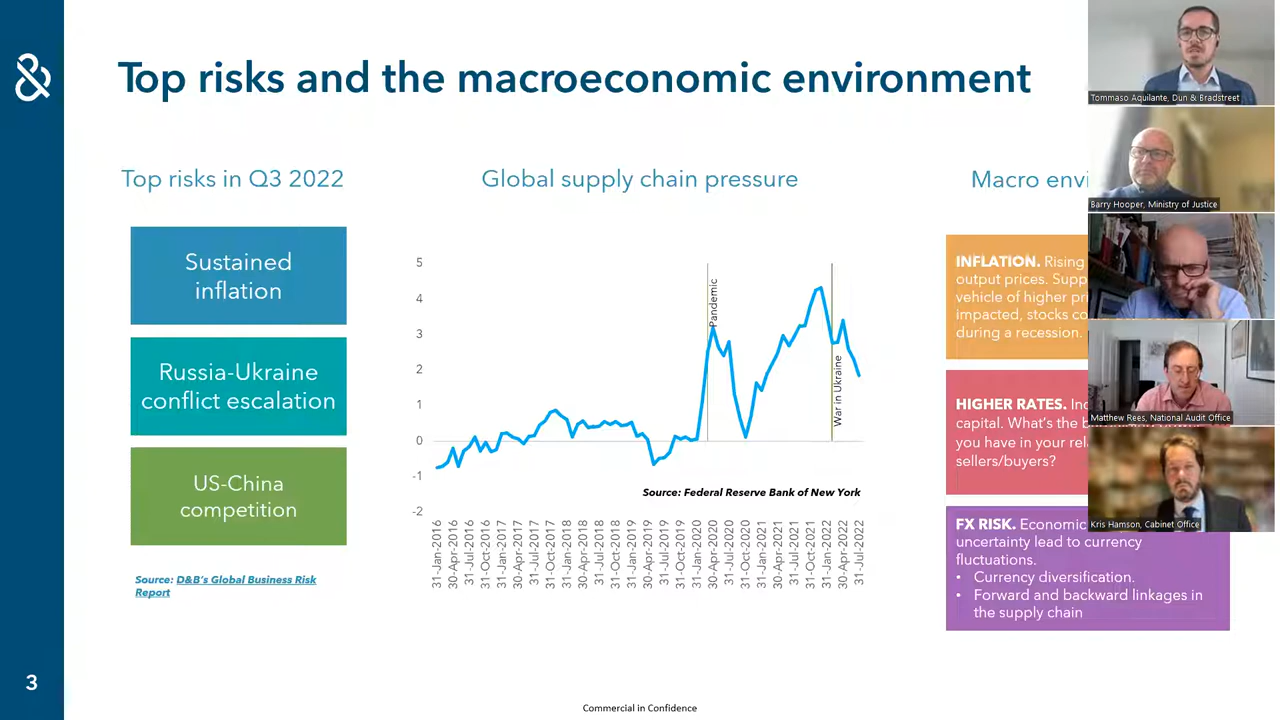 &
Top risks and the macroeconomic environment
Top risks in Q3 2022
Sustained
inflation
Russia-Ukraine
conflict escalation
US-China
competition
Source: D&B's Global Business Risk
Report
Global supply chain pressure
5
4
3
2
1
0
-1
-2
Pandemic
War in Ukraine
Source: Federal Reserve Bank of New York
31-Jan-2016
30-Apr-2016
31-Jul-2016
31-Oct-2016
31-Jan-2017
30-Apr-2017
31-Jul-2017
31-Oct-2017
31-Jan-2018
30-Apr-2018
31-Jul-2018
31-Oct-2018
31-Jan-2019
30-Apr-2019
31-Jul-2019
31-Oct-2019
31-Jan-2020
30-Apr-2020
31-Jul-2020
31-Oct-2020
31-Jan-2021
30-Apr-2021
31-Jul-2021
31-Oct-2021
31-Jan-2022
30-Apr-2022
31-Jul-2022
Macro
INFLATION. Rising
output prices.
vehicle of higher
impacted, stocks
during a recession.
HIGHER RATES.
capital. What's the
you have in your
sellers/buyers?
FX RISK. Economic
uncertainty lead to currency
fluctuations.
• Currency diversification.
• Forward and backward linkages in
the supply chain
Tommaso Aquilante, Dun & Bradstreet
Barry Hooper, Ministry of Justice
Matthew Rees, National Audit Office
Kris Hamson, Cabinet Office
3
Commercial in Confidence